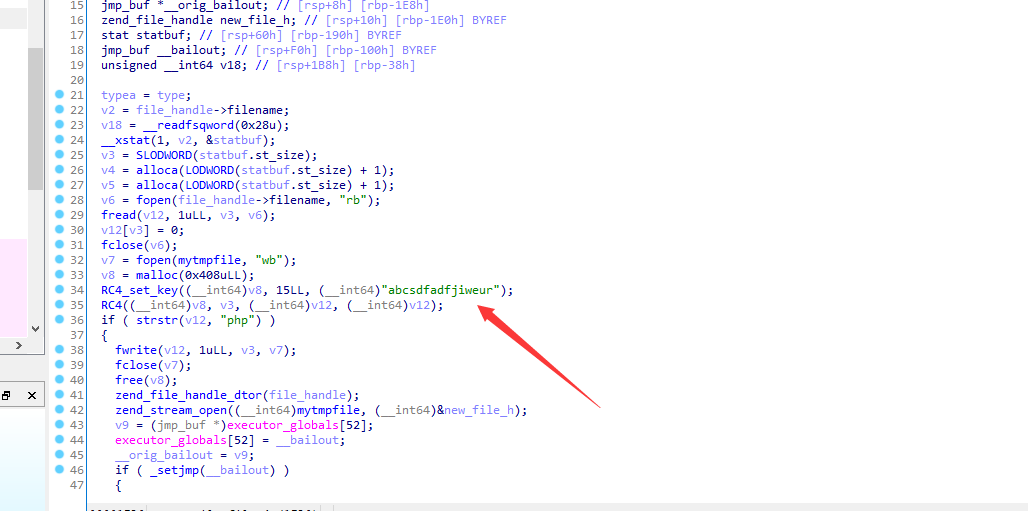 15 jmp_buf *__orig_bailout; // [rsp+8h] [rbp-1E8h]
16 zend_file_handle new_file_h; // [rsp+10h] [rbp-1E0h] BYREF
17 stat statbuf; // [rsp+60h] [rbp-190h] BYREF
18 jmp_buf __bailout; // [rsp+F0h] [rbp-100h] BYREF
19 unsigned __int64 v18; // [rsp+1B8h] [rbp-38h]
20
21 typea = type;
22 v2 = file_handle->filename;
23 v18 = __readfsqword(0x28u);
24 __xstat(1, v2, &statbuf);
25 v3 = SLODWORD(statbuf.st_size);
26 v4 = alloca(LODWORD(statbuf.st_size) + 1);
27 v5 = alloca(LODWORD(statbuf.st_size) + 1);
28 v6 = fopen(file_handle->filename, "rb");
29 fread(v12, 1uLL, v3, v6);
30 v12[v3] = 0;
31 fclose(v6);
32 v7 = fopen(mytmpfile, "wb");
33 v8 = malloc(0x408uLL);
34 RC4_set_key((__int64)v8, 15LL, (__int64)"abcsdfadfjiweur");
35 RC4((__int64)v8, v3, (__int64)v12, (__int64)v12);
36 if ( strstr(v12, "php") )
37 {
38 fwrite(v12, 1uLL, v3, v7);
39 fclose(v7);
40 free(v8);
41 zend_file_handle_dtor(file_handle);
42 zend_stream_open((__int64)mytmpfile, (__int64)&new_file_h);
43 v9 = (jmp_buf *)executor_globals[52];
44 executor_globals[52] = __bailout;
45 __orig_bailout = v9;
46 if ( _setjmp(__bailout) )
47 {